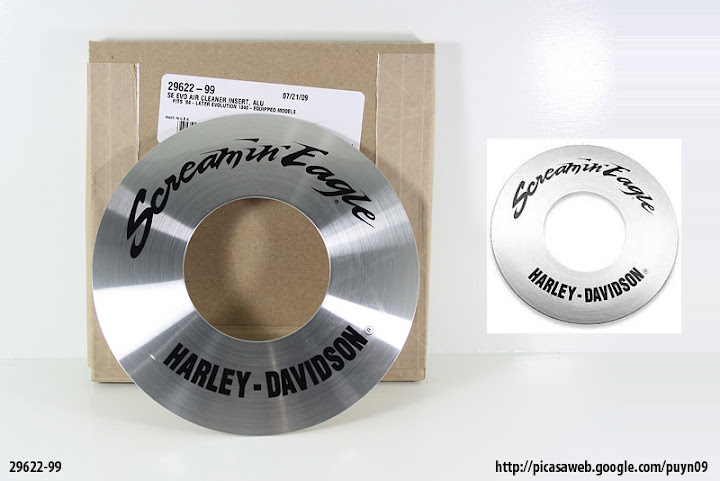 29622-99 07/21/09
SE EVO AIR CLEANER INSERT, ALU
FITS '94 - LATER EVOLUTION 1340 - EQUIPPED MODELS
MADE IN U.S.A.
Screamin' Eagle
HARLEY-DAVIDSON®
Screamin' Eagle
HARLEY-DAVIDSON®
29622-99
http://picasaweb.google.com/puyn09